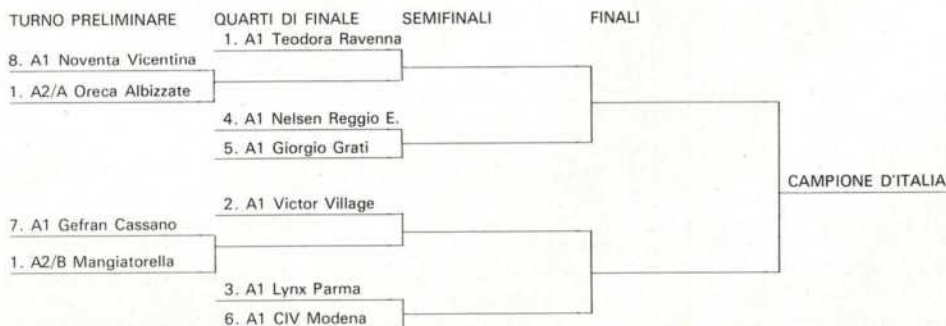 TURNO PRELIMINARE QUARTI DI FINALE SEMIFINALI FINALI
1. A1 Teodora Ravenna
8. A1 Noventa Vicentina
1. A2/A Oreca Albizzate
4. A1 Nelsen Reggio E.
5. A1 Giorgio Grati
CAMPIONE D'ITALIA
2. A1 Victor Village
7. A1 Gefran Cassano
1. A2/B Mangiatorella
3. A1 Lynx Parma
6. A1 CIV Modena